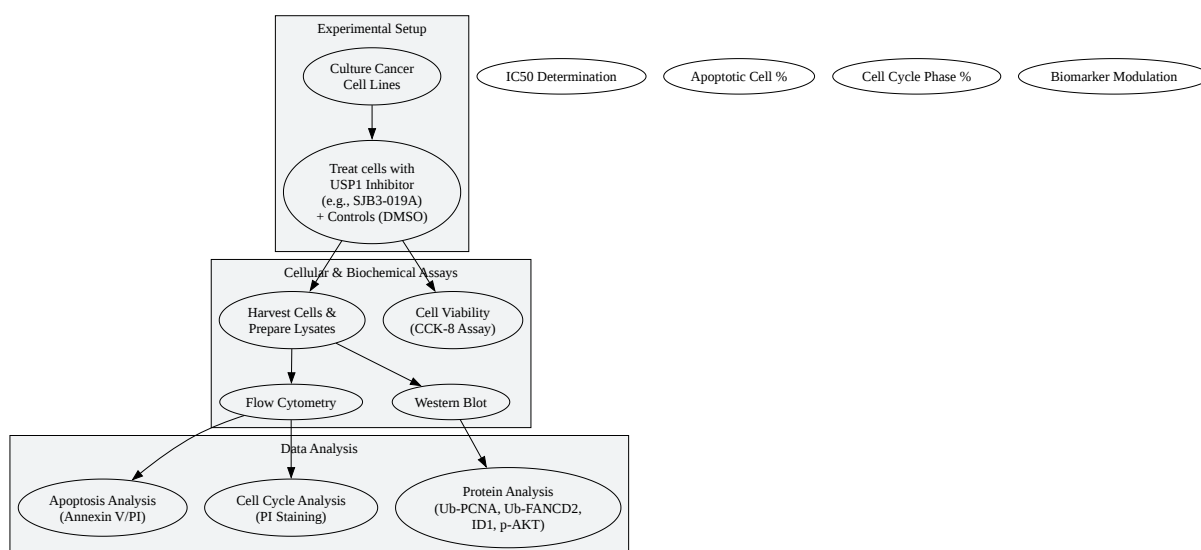 Experimental Setup
Culture Cancer
Cell Lines
IC50 Determination
Apoptotic Cell %
Cell Cycle Phase %
Biomarker Modulation
Treat cells with
USP1 Inhibitor
(e.g., SJB3-019A)
+ Controls (DMSO)
Cellular & Biochemical Assays
Harvest Cells &
Prepare Lysates
Cell Viability
(CCK-8 Assay)
Flow Cytometry
Western Blot
Data Analysis
Apoptosis Analysis
(Annexin V/PI)
Cell Cycle Analysis
(PI Staining)
Protein Analysis
(Ub-PCNA, Ub-FANCD2,
ID1, p-AKT)